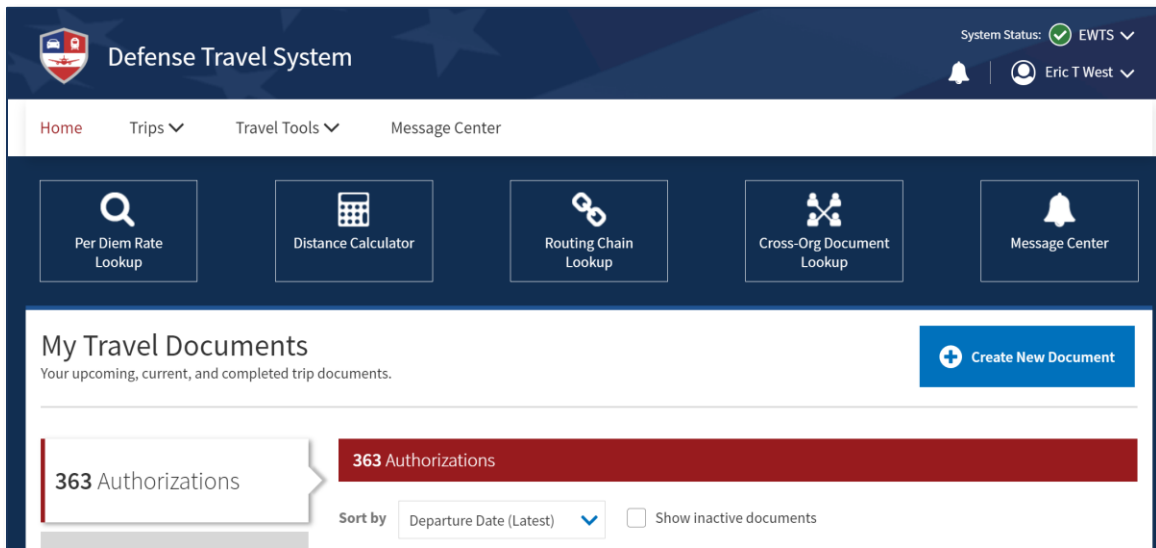 System Status: EWTS
Defense Travel System
Eric T West
Home Trips Travel Tools Message Center
Per Diem Rate
Lookup
Distance Calculator
Routing Chain
Lookup
Cross-Org Document
Lookup
Message Center
My Travel Documents
Your upcoming, current, and completed trip documents.
Create New Document
363 Authorizations
363 Authorizations
Sort by Departure Date (Latest) Show inactive documents